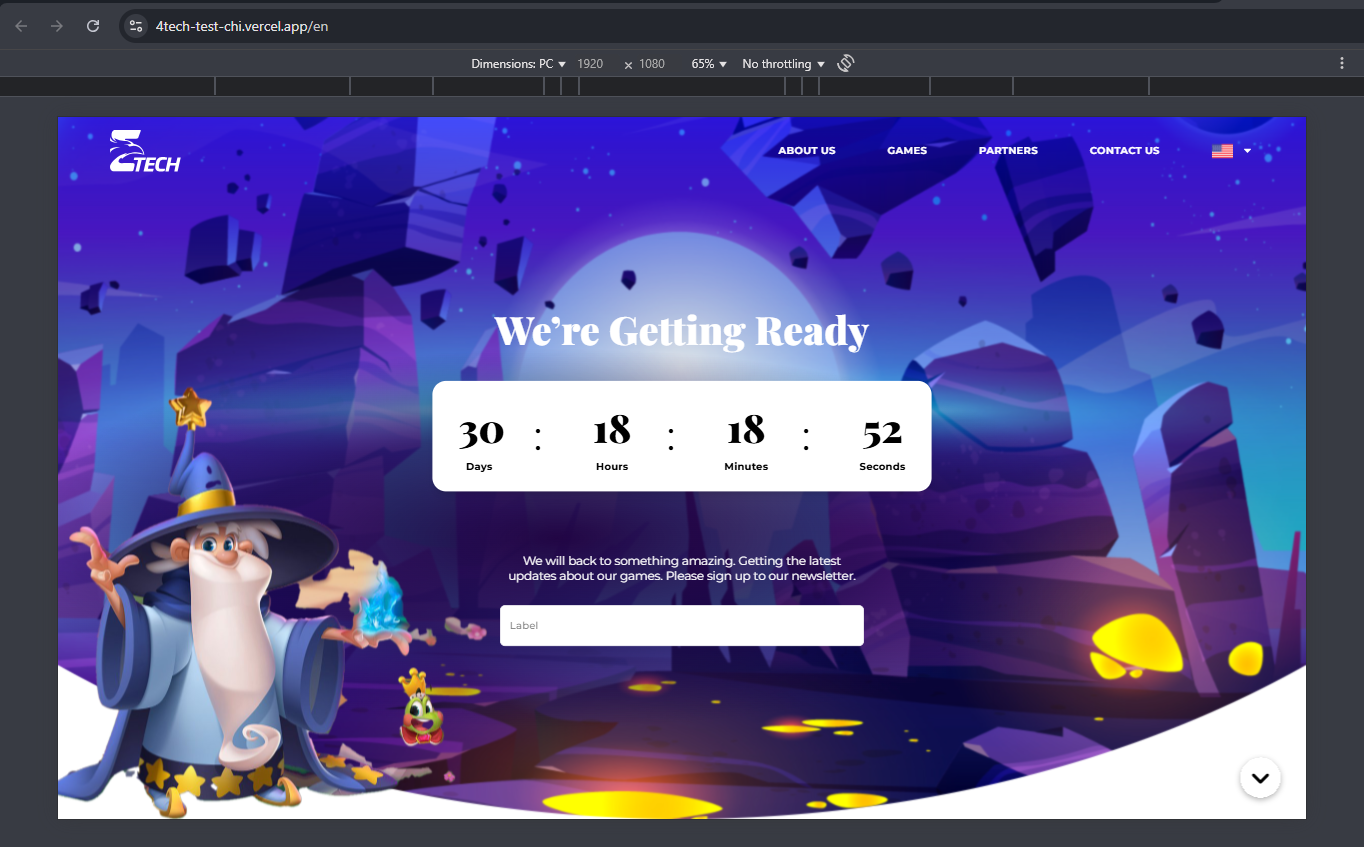 4tech-test-chi.vercel.app/en
Dimensions: PC 1920 × 1080 65% No throttling
TECH ABOUT US GAMES PARTNERS CONTACT US
We're Getting Ready
30 : 18 : 18 : 52
Days Hours Minutes Seconds
We will back to something amazing. Getting the latest
updates about our games. Please sign up to our newsletter.
Label